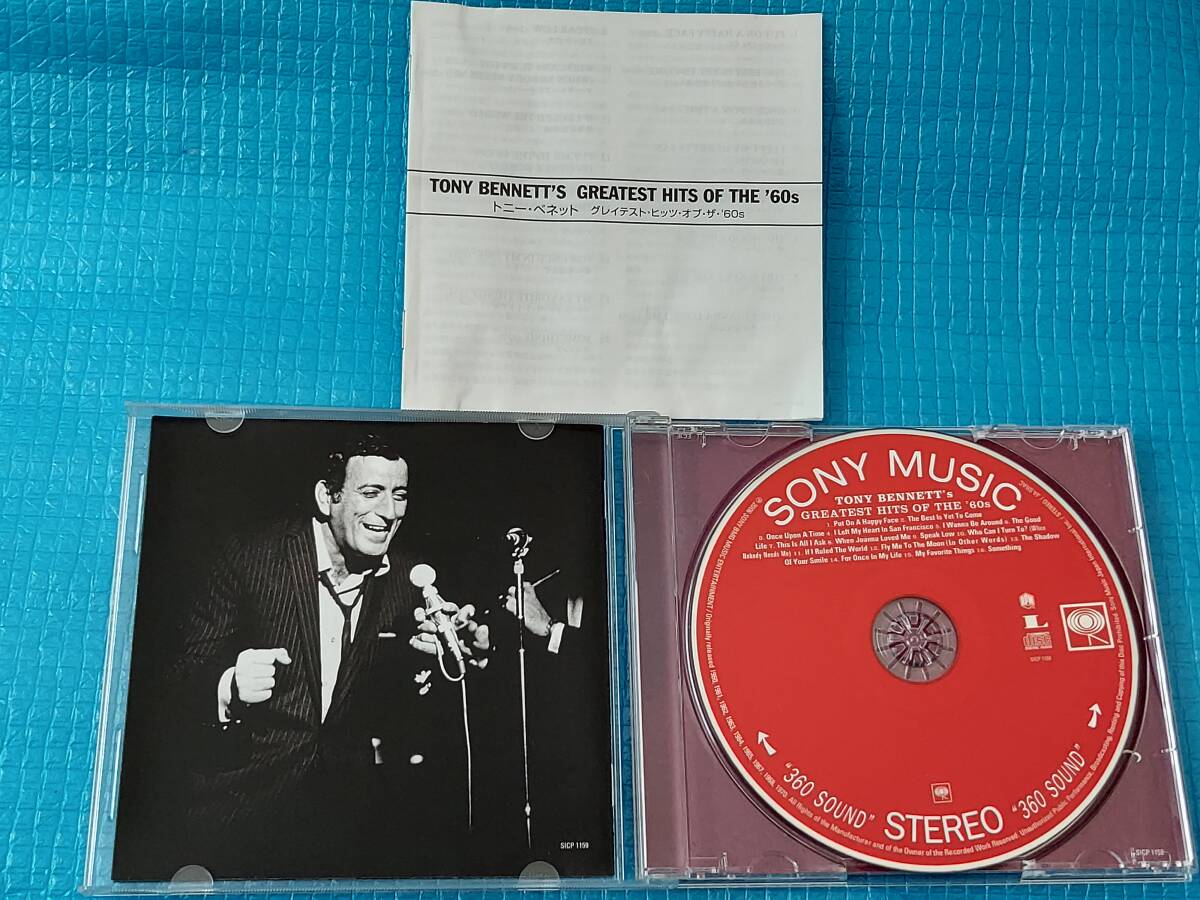 TONY BENNETT'S GREATEST HITS OF THE '60s
トニー・ベネット グレイテスト・ヒッツ・オブ・ザ・'60s
SICP 1159
SONY MUSIC
TONY BENNETT's
GREATEST HITS OF THE '60s
1. Put On A Happy Face 2. The Best Is Yet To Come
3. Once Upon A Time 4. I Left My Heart In San Francisco 5. I Wanna Be Around 6. The Good
Life 7. This Is All I Ask 8. When Joanna Loved Me 9. Speak Low 10. Who Can I Turn To? (When
Nobody Needs Me) 11. If I Ruled The World 12. Fly Me To The Moon (In Other Words) 13. The Shadow
Of Your Smile 14. For Once In My Life 15. My Favorite Things 16. Something
L
COMPACT
disc
DIGITAL AUDIO
SICP 1159
"360 SOUND" STEREO "360 SOUND"
SICP 1159